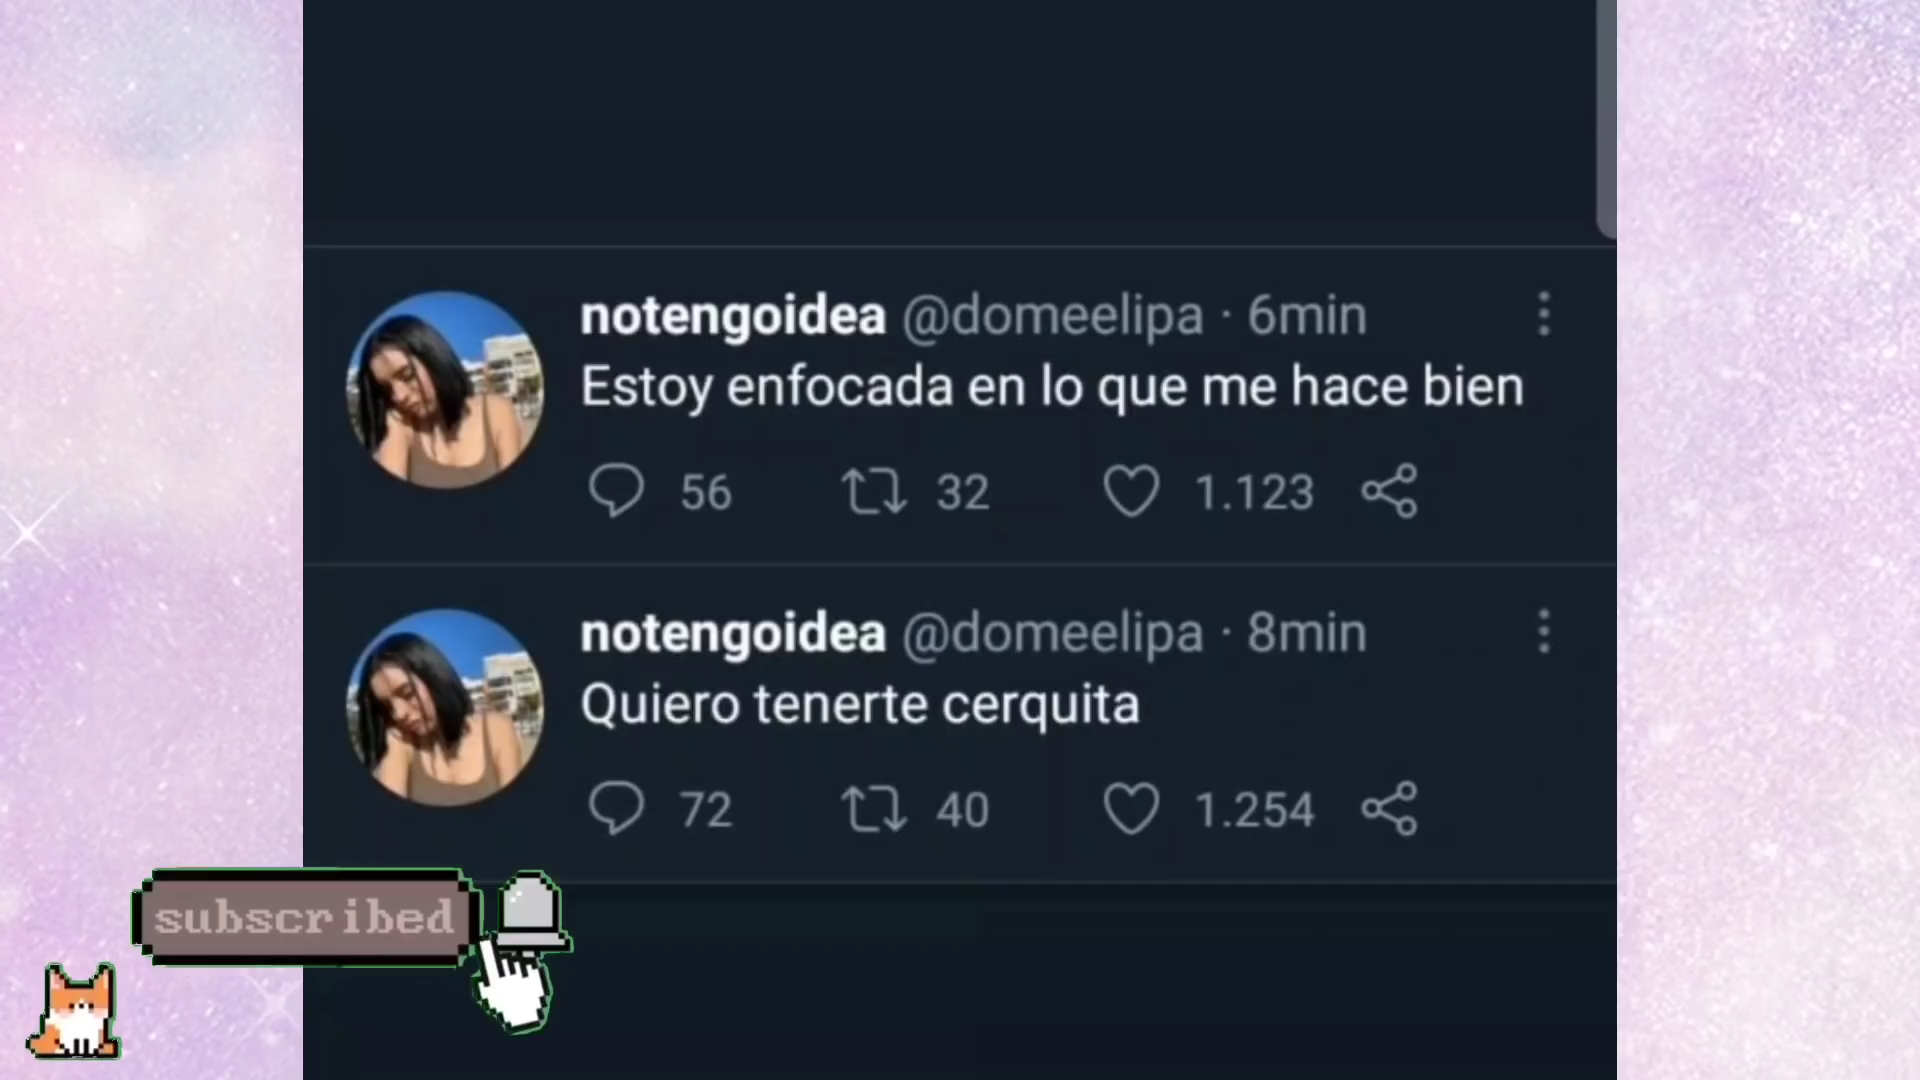 notengoidea @domeelipa · 6min
Estoy enfocada en lo que me hace bien
56 32 1.123
notengoidea @domeelipa · 8min
Quiero tenerte cerquita
72 40 1.254
subscribed